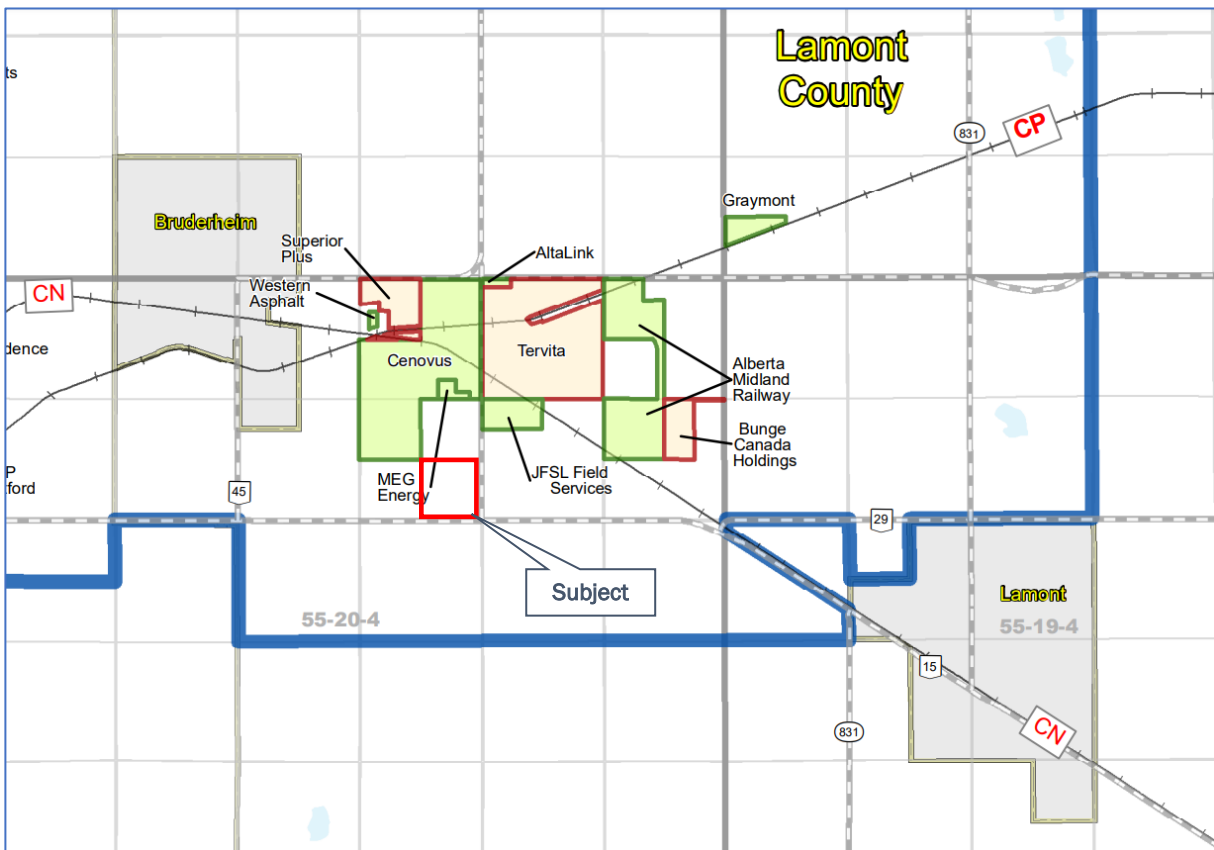 Lamont
County
ts
CP
831
Graymont
Bruderheim
Superior
Plus
AltaLink
Western
Asphalt
CN
dence
Cenovus
Tervita
Alberta
Midland
Railway
Bunge
Canada
Holdings
MEG
Energy
JFSL Field
Services
P
tford
45
29
Subject
Lamont
55-20-4
55-19-4
15
831
CN